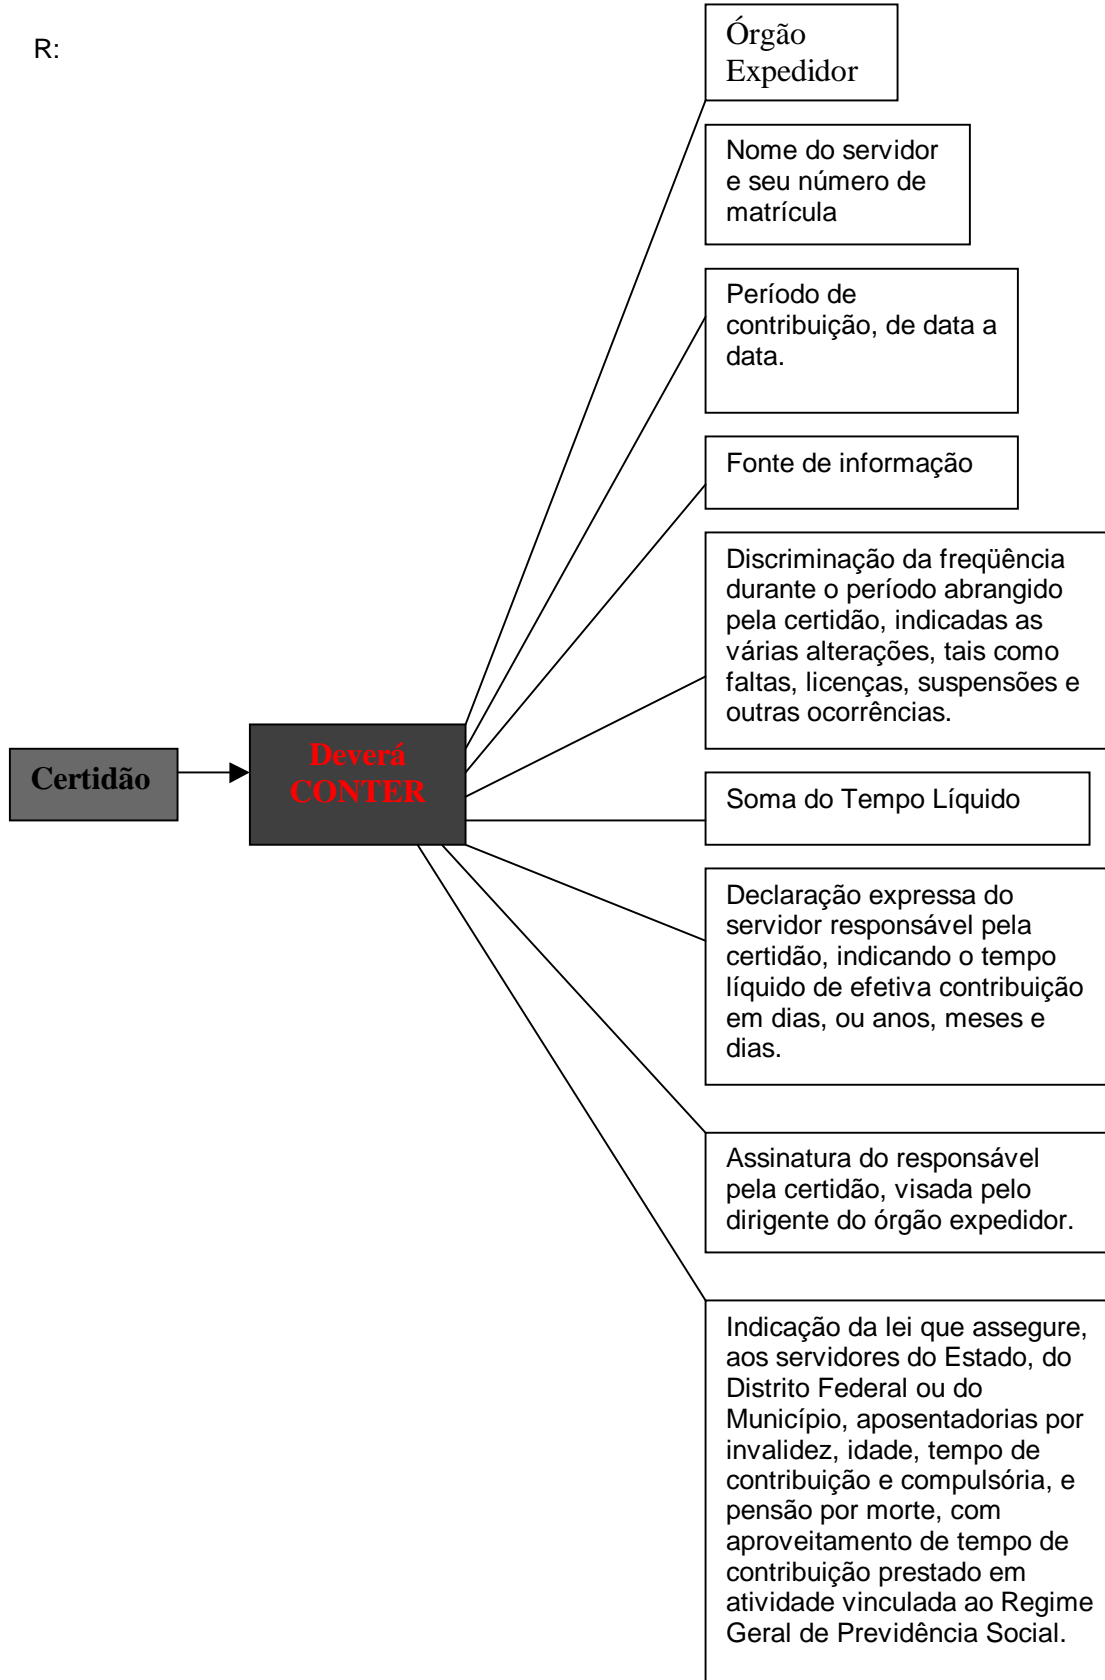 R:
Órgão
Expedidor
Nome do servidor
e seu número de
matrícula
Período de
contribuição, de data a
data.
Fonte de informação
Discriminação da freqüência
durante o período abrangido
pela certidão, indicadas as
várias alterações, tais como
faltas, licenças, suspensões e
outras ocorrências.
Certidão
Deverá
CONTER
Soma do Tempo Líquido
Declaração expressa do
servidor responsável pela
certidão, indicando o tempo
líquido de efetiva contribuição
em dias, ou anos, meses e
dias.
Assinatura do responsável
pela certidão, visada pelo
dirigente do órgão expedidor.
Indicação da lei que assegure,
aos servidores do Estado, do
Distrito Federal ou do
Município, aposentadorias por
invalidez, idade, tempo de
contribuição e compulsória, e
pensão por morte, com
aproveitamento de tempo de
contribuição prestado em
atividade vinculada ao Regime
Geral de Previdência Social.